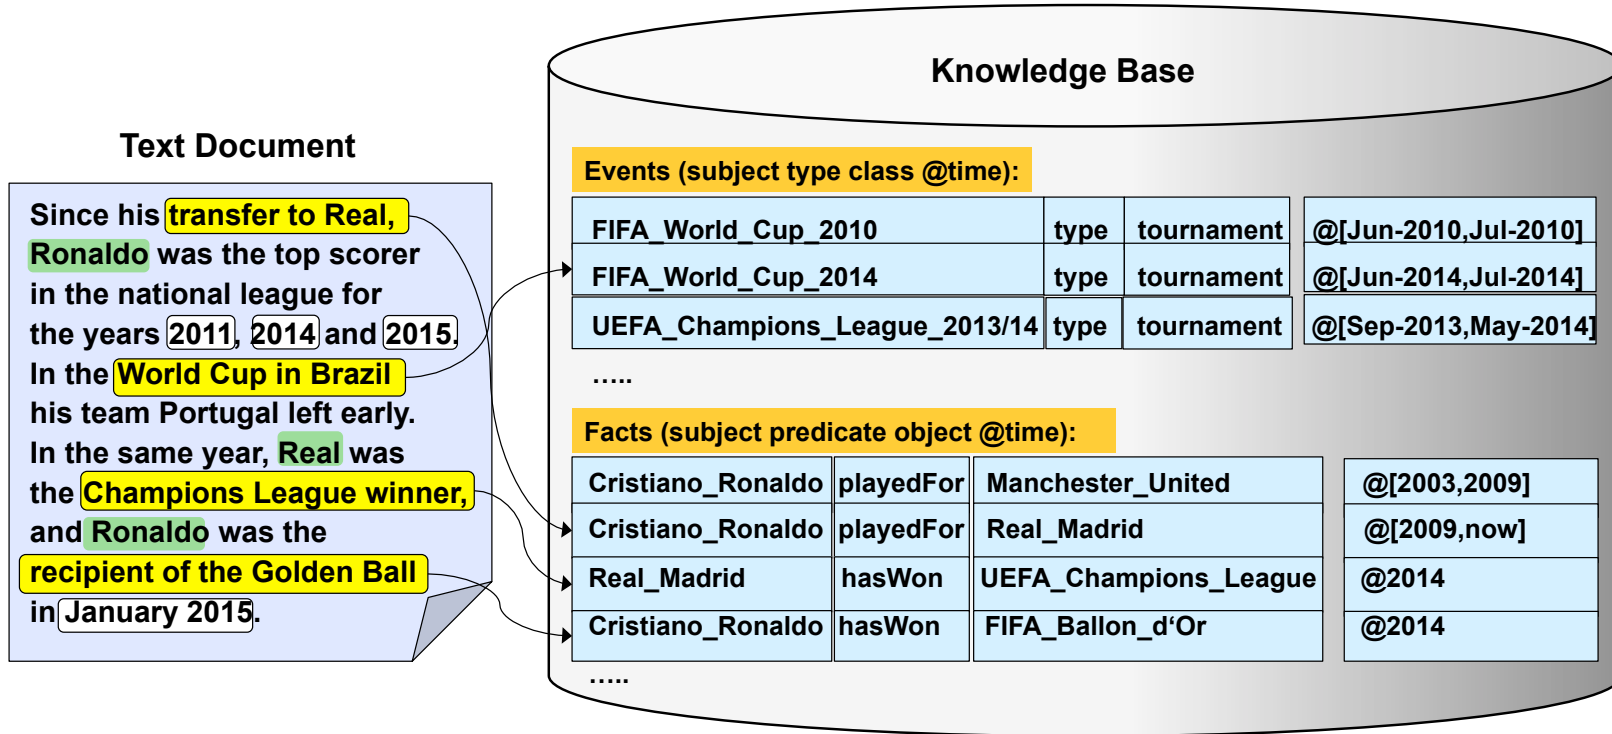 Text Document
Since his transfer to Real,
Ronaldo was the top scorer
in the national league for
the years 2011, 2014 and 2015.
In the World Cup in Brazil
his team Portugal left early.
In the same year, Real was
the Champions League winner,
and Ronaldo was the
recipient of the Golden Ball
in January 2015.
Knowledge Base
Events (subject type class @time):
FIFA_World_Cup_2010 type tournament @[Jun-2010,Jul-2010]
FIFA_World_Cup_2014 type tournament @[Jun-2014,Jul-2014]
UEFA_Champions_League_2013/14 type tournament @[Sep-2013,May-2014]
…..
Facts (subject predicate object @time):
Cristiano_Ronaldo playedFor Manchester_United @[2003,2009]
Cristiano_Ronaldo playedFor Real_Madrid @[2009,now]
Real_Madrid hasWon UEFA_Champions_League @2014
Cristiano_Ronaldo hasWon FIFA_Ballon_d‘Or @2014
…..